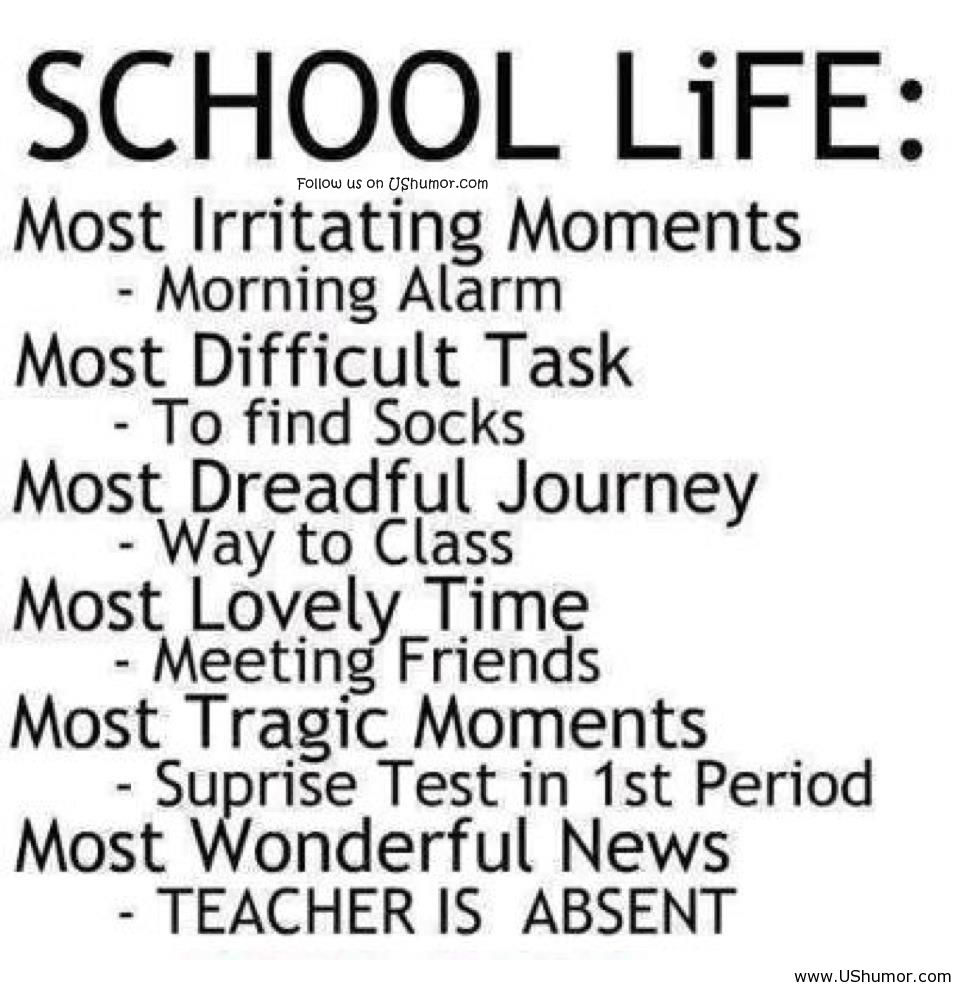 SCHOOL LiFE:
Follow us on UShumor.com
Most Irritating Moments
- Morning Alarm
Most Difficult Task
- To find Socks
Most Dreadful Journey
- Way to Class
Most Lovely Time
- Meeting Friends
Most Tragic Moments
- Suprise Test in 1st Period
Most Wonderful News
- TEACHER IS ABSENT
www.UShumor.com